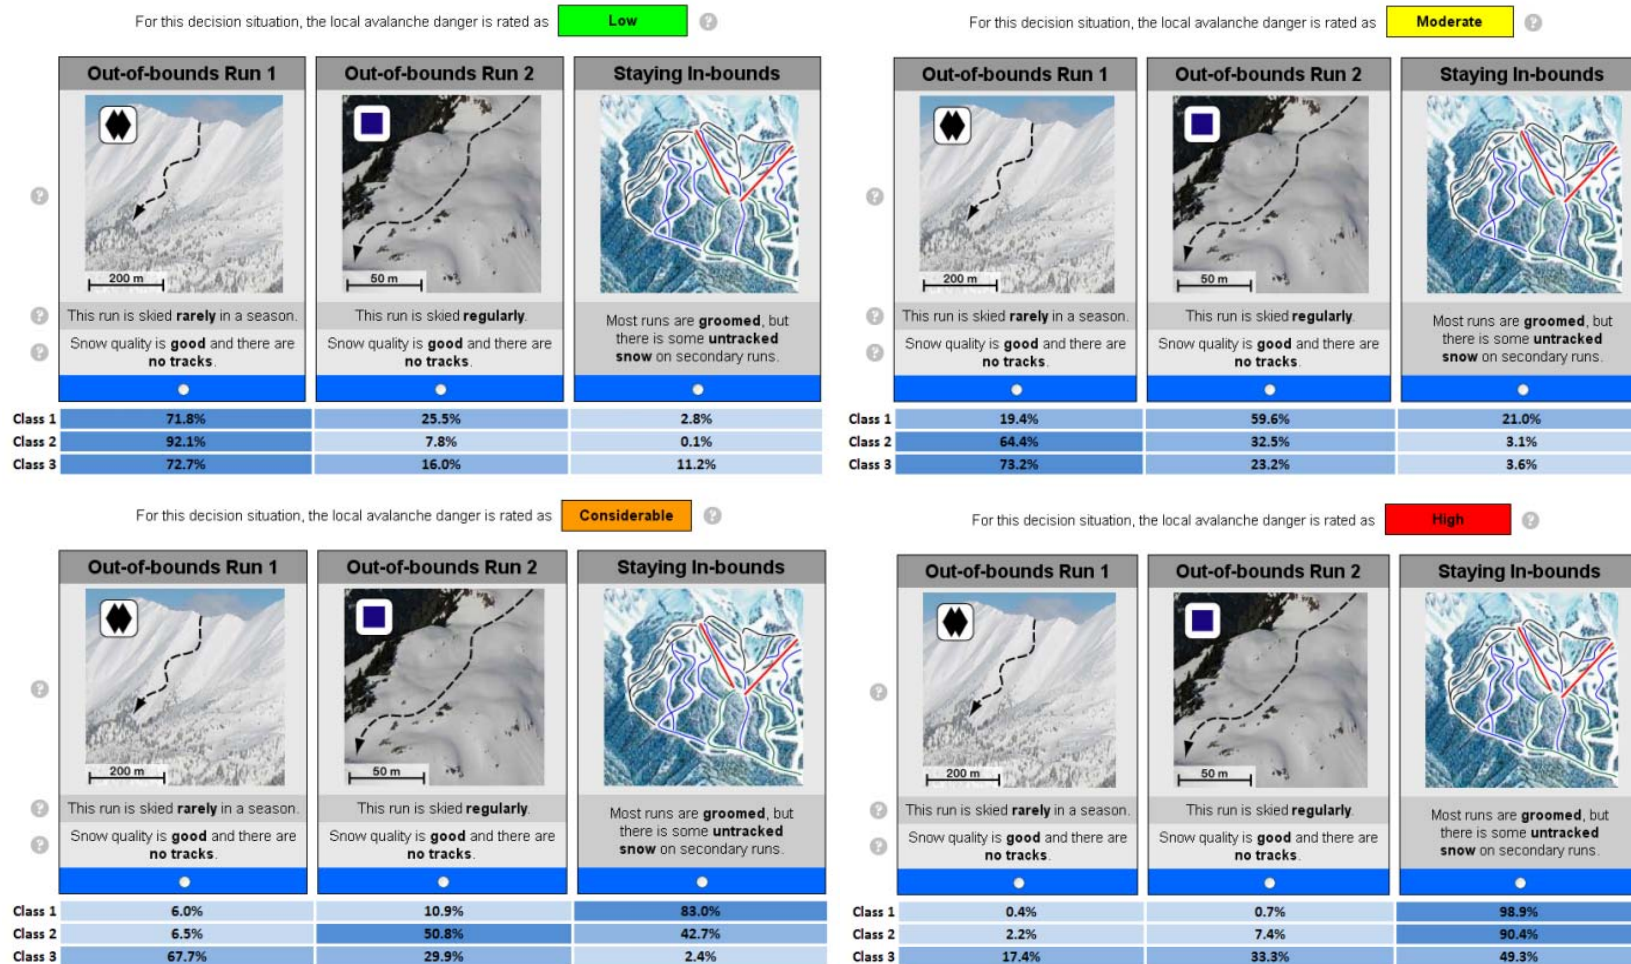 For this decision situation, the local avalanche danger is rated as Low ?
Out-of-bounds Run 1
Out-of-bounds Run 2
Staying In-bounds
200 m
50 m
?
? This run is skied rarely in a season.
This run is skied regularly.
Most runs are groomed, but
there is some untracked
snow on secondary runs.
? Snow quality is good and there are
no tracks.
Snow quality is good and there are
no tracks.
Class 1 71.8% 25.5% 2.8%
Class 2 92.1% 7.8% 0.1%
Class 3 72.7% 16.0% 11.2%
For this decision situation, the local avalanche danger is rated as Moderate ?
Out-of-bounds Run 1
Out-of-bounds Run 2
Staying In-bounds
200 m
50 m
?
? This run is skied rarely in a season.
This run is skied regularly.
Most runs are groomed, but
there is some untracked
snow on secondary runs.
? Snow quality is good and there are
no tracks.
Snow quality is good and there are
no tracks.
Class 1 19.4% 59.6% 21.0%
Class 2 64.4% 32.5% 3.1%
Class 3 73.2% 23.2% 3.6%
For this decision situation, the local avalanche danger is rated as Considerable ?
Out-of-bounds Run 1
Out-of-bounds Run 2
Staying In-bounds
200 m
50 m
?
? This run is skied rarely in a season.
This run is skied regularly.
Most runs are groomed, but
there is some untracked
snow on secondary runs.
? Snow quality is good and there are
no tracks.
Snow quality is good and there are
no tracks.
Class 1 6.0% 10.9% 83.0%
Class 2 6.5% 50.8% 42.7%
Class 3 67.7% 29.9% 2.4%
For this decision situation, the local avalanche danger is rated as High ?
Out-of-bounds Run 1
Out-of-bounds Run 2
Staying In-bounds
200 m
50 m
?
? This run is skied rarely in a season.
This run is skied regularly.
Most runs are groomed, but
there is some untracked
snow on secondary runs.
? Snow quality is good and there are
no tracks.
Snow quality is good and there are
no tracks.
Class 1 0.4% 0.7% 98.9%
Class 2 2.2% 7.4% 90.4%
Class 3 17.4% 33.3% 49.3%